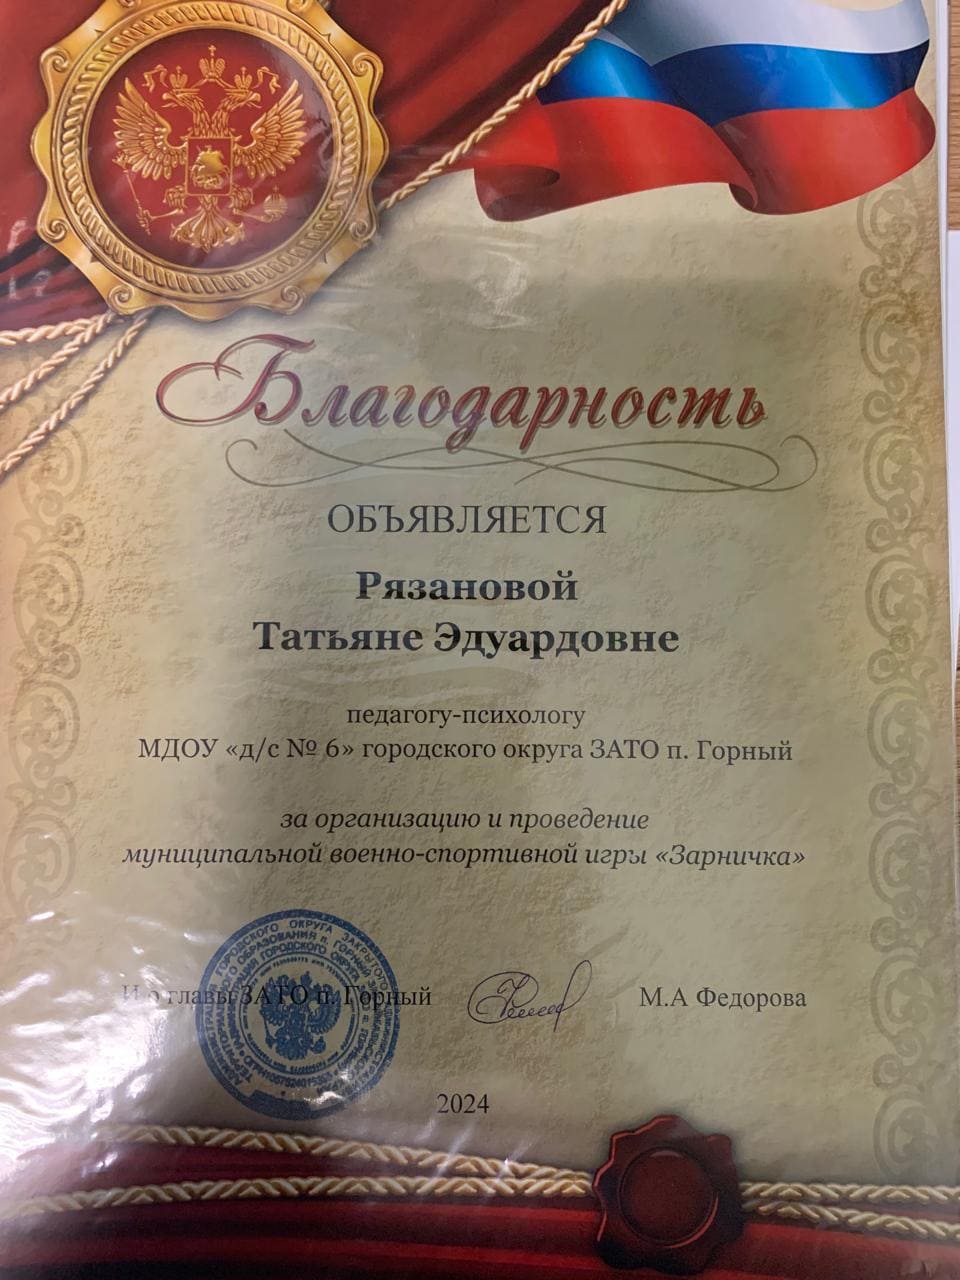 Благодарность
ОБЪЯВЛЯЕТСЯ
Рязановой
Татьяне Эдуардовне
педагогу-психологу
МДОУ «д/с № 6» городского округа ЗАТО п. Горный
за организацию и проведение
муниципальной военно-спортивной игры «Зарничка»
И о главы ЗАТО п. Горный
М.А Федорова
2024